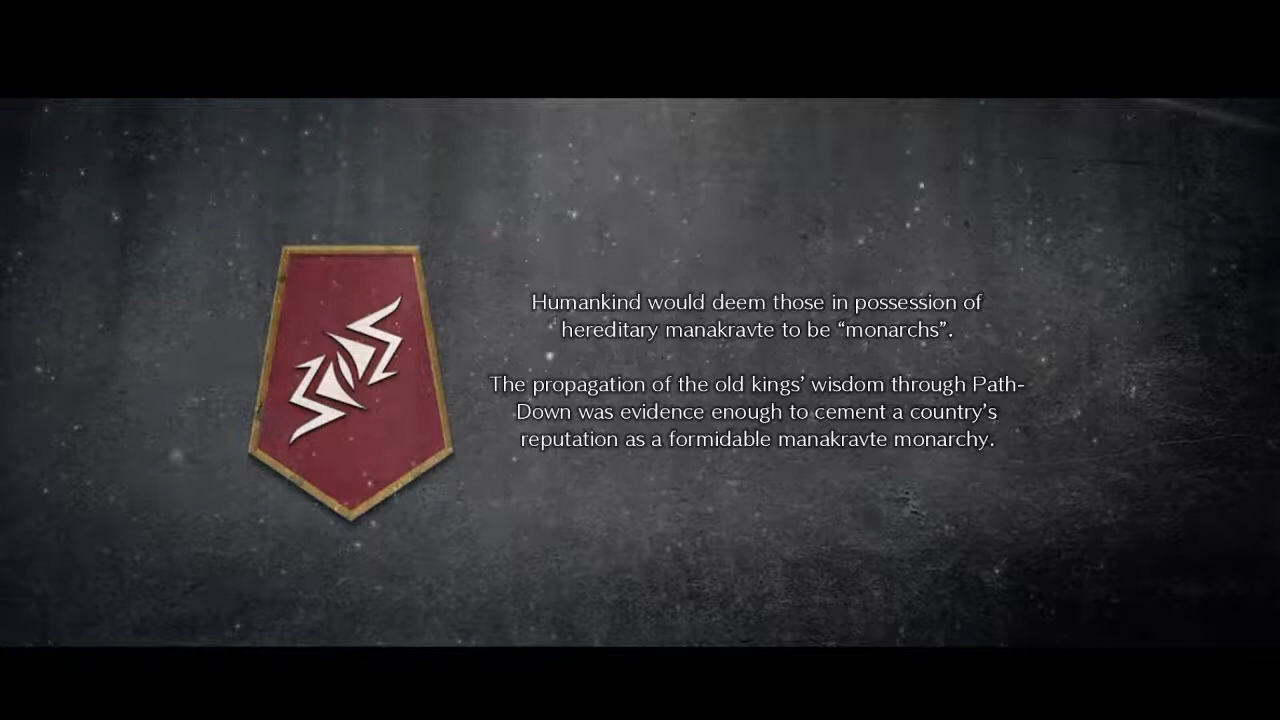 Humankind would deem those in possession of
hereditary manakravte to be “monarchs”.
The propagation of the old kings’ wisdom through Path-
Down was evidence enough to cement a country’s
reputation as a formidable manakravte monarchy.